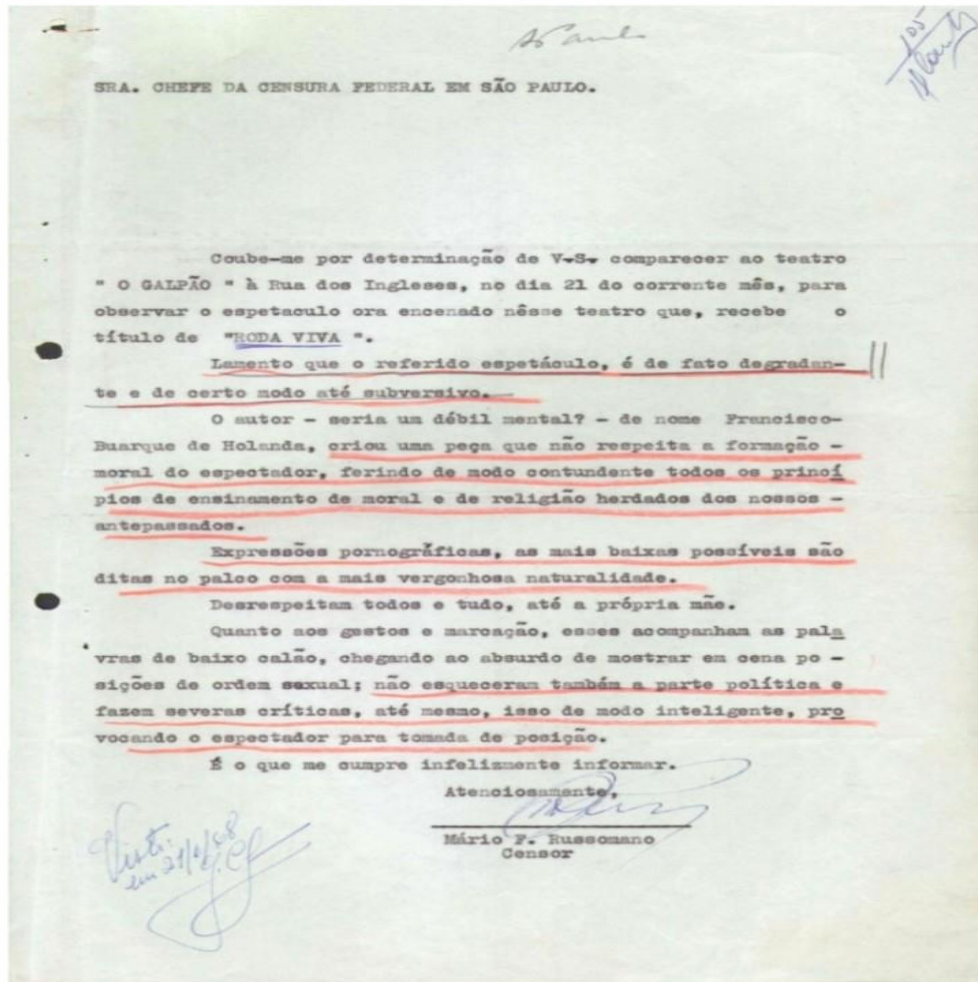 SRA. CHEFE DA CENSURA FEDERAL EM SÃO PAULO.
Coube-me por determinação de V.S. comparecer ao teatro
" O GALPÃO " à Rua dos Ingleses, no dia 21 do corrente mês, para
observar o espetaculo ora encenado nêsse teatro que, recebe o
título de "RODA VIVA ".
Lamento que o referido espetáculo, é de fato degradan-
te e de certo modo até subversivo.
O autor - seria um débil mental? - de nome Francisco-
Buarque de Holanda, criou uma peça que não respeita a formação -
moral do espectador, ferindo de modo contundente todos os princí
pios de ensinamento de moral e de religião herdados dos nossos -
antepassados.
Expressões pornográficas, as mais baixas possíveis são
ditas no palco com a mais vergonhosa naturalidade.
Desrespeitam todos e tudo, até a própria mãe.
Quanto aos gestos e marcação, esses acompanham as pala
vras de baixo calão, chegando ao absurdo de mostrar em cena po -
sições de ordem sexual; não esqueceram também a parte política e
fazem severas críticas, até mesmo, isso de modo inteligente, pro
vocando o espectador para tomada de posição.
É o que me cumpre infelizmente informar.
Atenciosamente,
Mário F. Russomano
Censor
Visto:
em